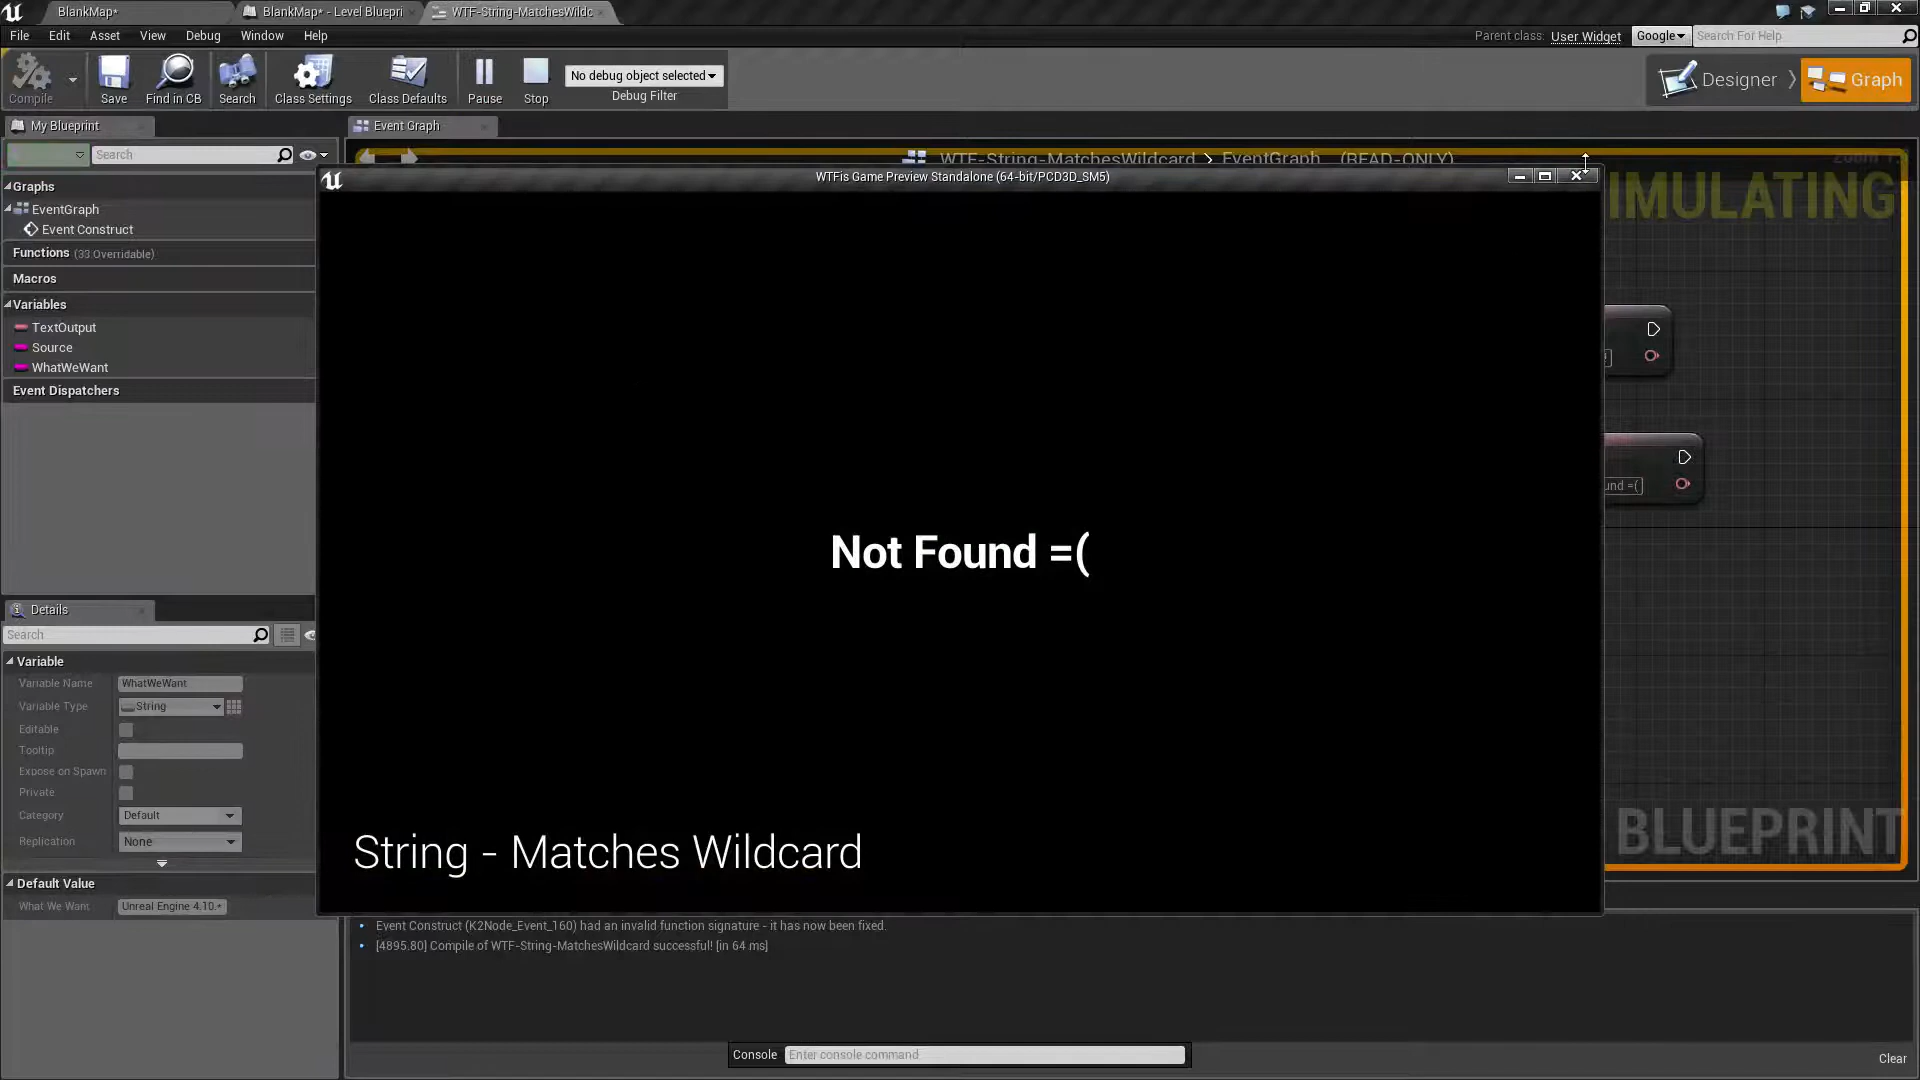 BlankMap*
BlankMap* - Level Bluepri
WTF-String-MatchesWildc
File Edit Asset View Debug Window Help
Parent class: User Widget Google Search For Help
Compile Save Find in CB Search Class Settings Class Defaults Pause Stop
No debug object selected
Debug Filter
Designer Graph
My Blueprint
Event Graph
Search
WTF-String-MatchesWildcard > EventGraph (READ-ONLY)
Graphs
EventGraph
Event Construct
Functions (33 Overridable)
Macros
Variables
TextOutput
Source
WhatWeWant
Event Dispatchers
WTFis Game Preview Standalone (64-bit/PCD3D_SM5)
IMULATING
und =(
Not Found =(
String - Matches Wildcard
BLUEPRINT
Details
Search
Variable
Variable Name WhatWeWant
Variable Type String
Editable
Tooltip
Expose on Spawn
Private
Category Default
Replication None
Default Value
What We Want Unreal Engine 4.10.*
Event Construct (K2Node_Event_160) had an invalid function signature - it has now been fixed.
[4895.80] Compile of WTF-String-MatchesWildcard successful! [in 64 ms]
Console Enter console command
Clear